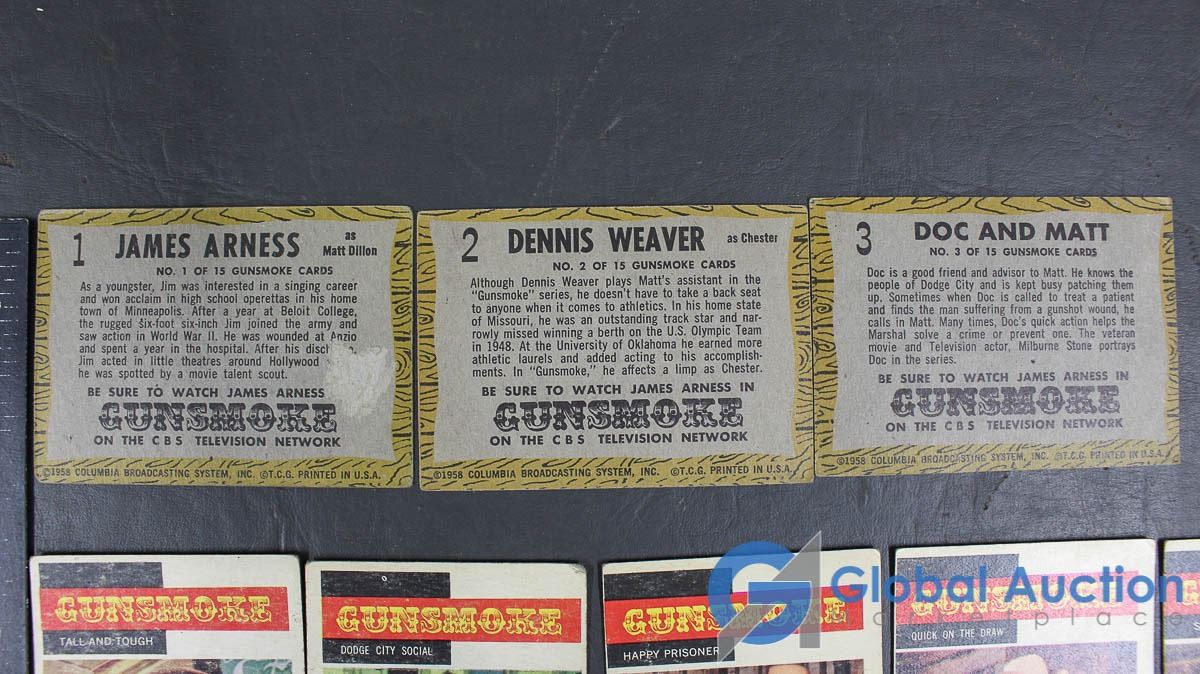 1 JAMES ARNESS as
Matt Dillon
NO. 1 OF 15 GUNSMOKE CARDS
As a youngster, Jim was interested in a singing career
and won acclaim in high school operettas in his home
town of Minneapolis. After a year at Beloit College,
the rugged six-foot six-inch Jim joined the army and
saw action in World War II. He was wounded at Anzio
and spent a year in the hospital. After his
Jim acted in little theatres around Hollywood
he was spotted by a movie talent scout.
BE SURE TO WATCH JAMES ARNESS
GUNSMOKE
ON THE CBS TELEVISION NETWORK
©1958 COLUMBIA BROADCASTING SYSTEM, INC. ©T.C.G. PRINTED IN U.S.A.
2 DENNIS WEAVER as Chester
NO. 2 OF 15 GUNSMOKE CARDS
Although Dennis Weaver plays Matt's assistant in the
"Gunsmoke" series, he doesn't have to take a back seat
to anyone when it comes to athletics. In his home state
of Missouri, he was an outstanding track star and nar-
rowly missed winning a berth on the U.S. Olympic Team
in 1948. At the University of Oklahoma he earned more
athletic laurels and added acting to his accomplish-
ments. In "Gunsmoke," he affects a limp as Chester.
BE SURE TO WATCH JAMES ARNESS IN
GUNSMOKE
ON THE CBS TELEVISION NETWORK
©1958 COLUMBIA BROADCASTING SYSTEM, INC. ©T.C.G. PRINTED IN U.S.A.
3 DOC AND MATT
NO. 3 OF 15 GUNSMOKE CARDS
Doc is a good friend and advisor to Matt. He knows the
people of Dodge City and is kept busy patching them
up. Sometimes when Doc is called to treat a patient
and finds the man suffering from a gunshot wound, he
calls in Matt. Many times, Doc's quick action helps the
Marshal solve a crime or prevent one. The veteran
movie and Television actor, Milburne Stone portrays
Doc in the series.
BE SURE TO WATCH JAMES ARNESS IN
GUNSMOKE
ON THE CBS TELEVISION NETWORK
©1958 COLUMBIA BROADCASTING SYSTEM, INC. ©T.C.G. PRINTED IN U.S.A.
GUNSMOKE
TALL AND TOUGH
GUNSMOKE
DODGE CITY SOCIAL
GUNSMOKE
HAPPY PRISONER
GUNSMOKE
QUICK ON THE DRAW
Global Auction